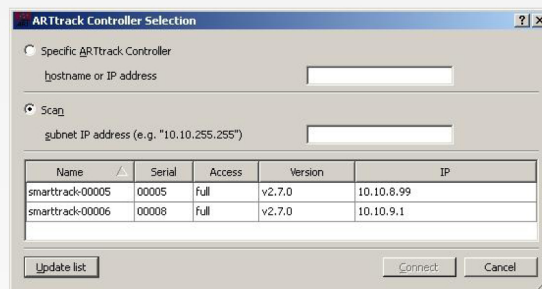 ARTtrack Controller Selection
Specific ARTtrack Controller
hostname or IP address
Scan
subnet IP address (e.g. "10.10.255.255")
Name Serial Access Version IP
smarttrack-00005 00005 full v2.7.0 10.10.8.99
smarttrack-00006 00008 full v2.7.0 10.10.9.1
Update list Connect Cancel